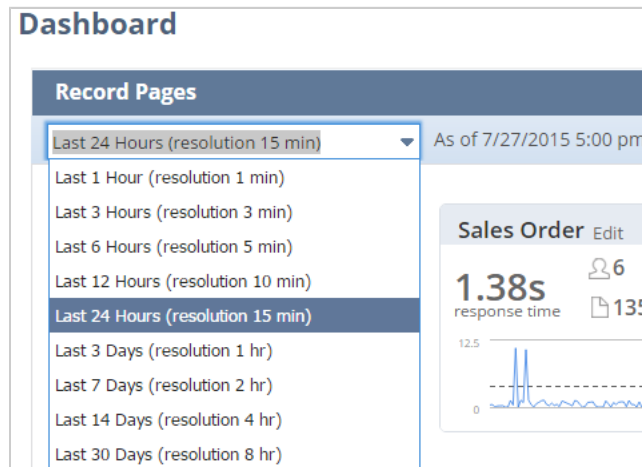 Dashboard
Record Pages
Last 24 Hours (resolution 15 min)
As of 7/27/2015 5:00 pm
Last 1 Hour (resolution 1 min)
Last 3 Hours (resolution 3 min)
Last 6 Hours (resolution 5 min)
Last 12 Hours (resolution 10 min)
Last 24 Hours (resolution 15 min)
Last 3 Days (resolution 1 hr)
Last 7 Days (resolution 2 hr)
Last 14 Days (resolution 4 hr)
Last 30 Days (resolution 8 hr)
Sales Order Edit
1.38s
response time
6
135
12.5
0